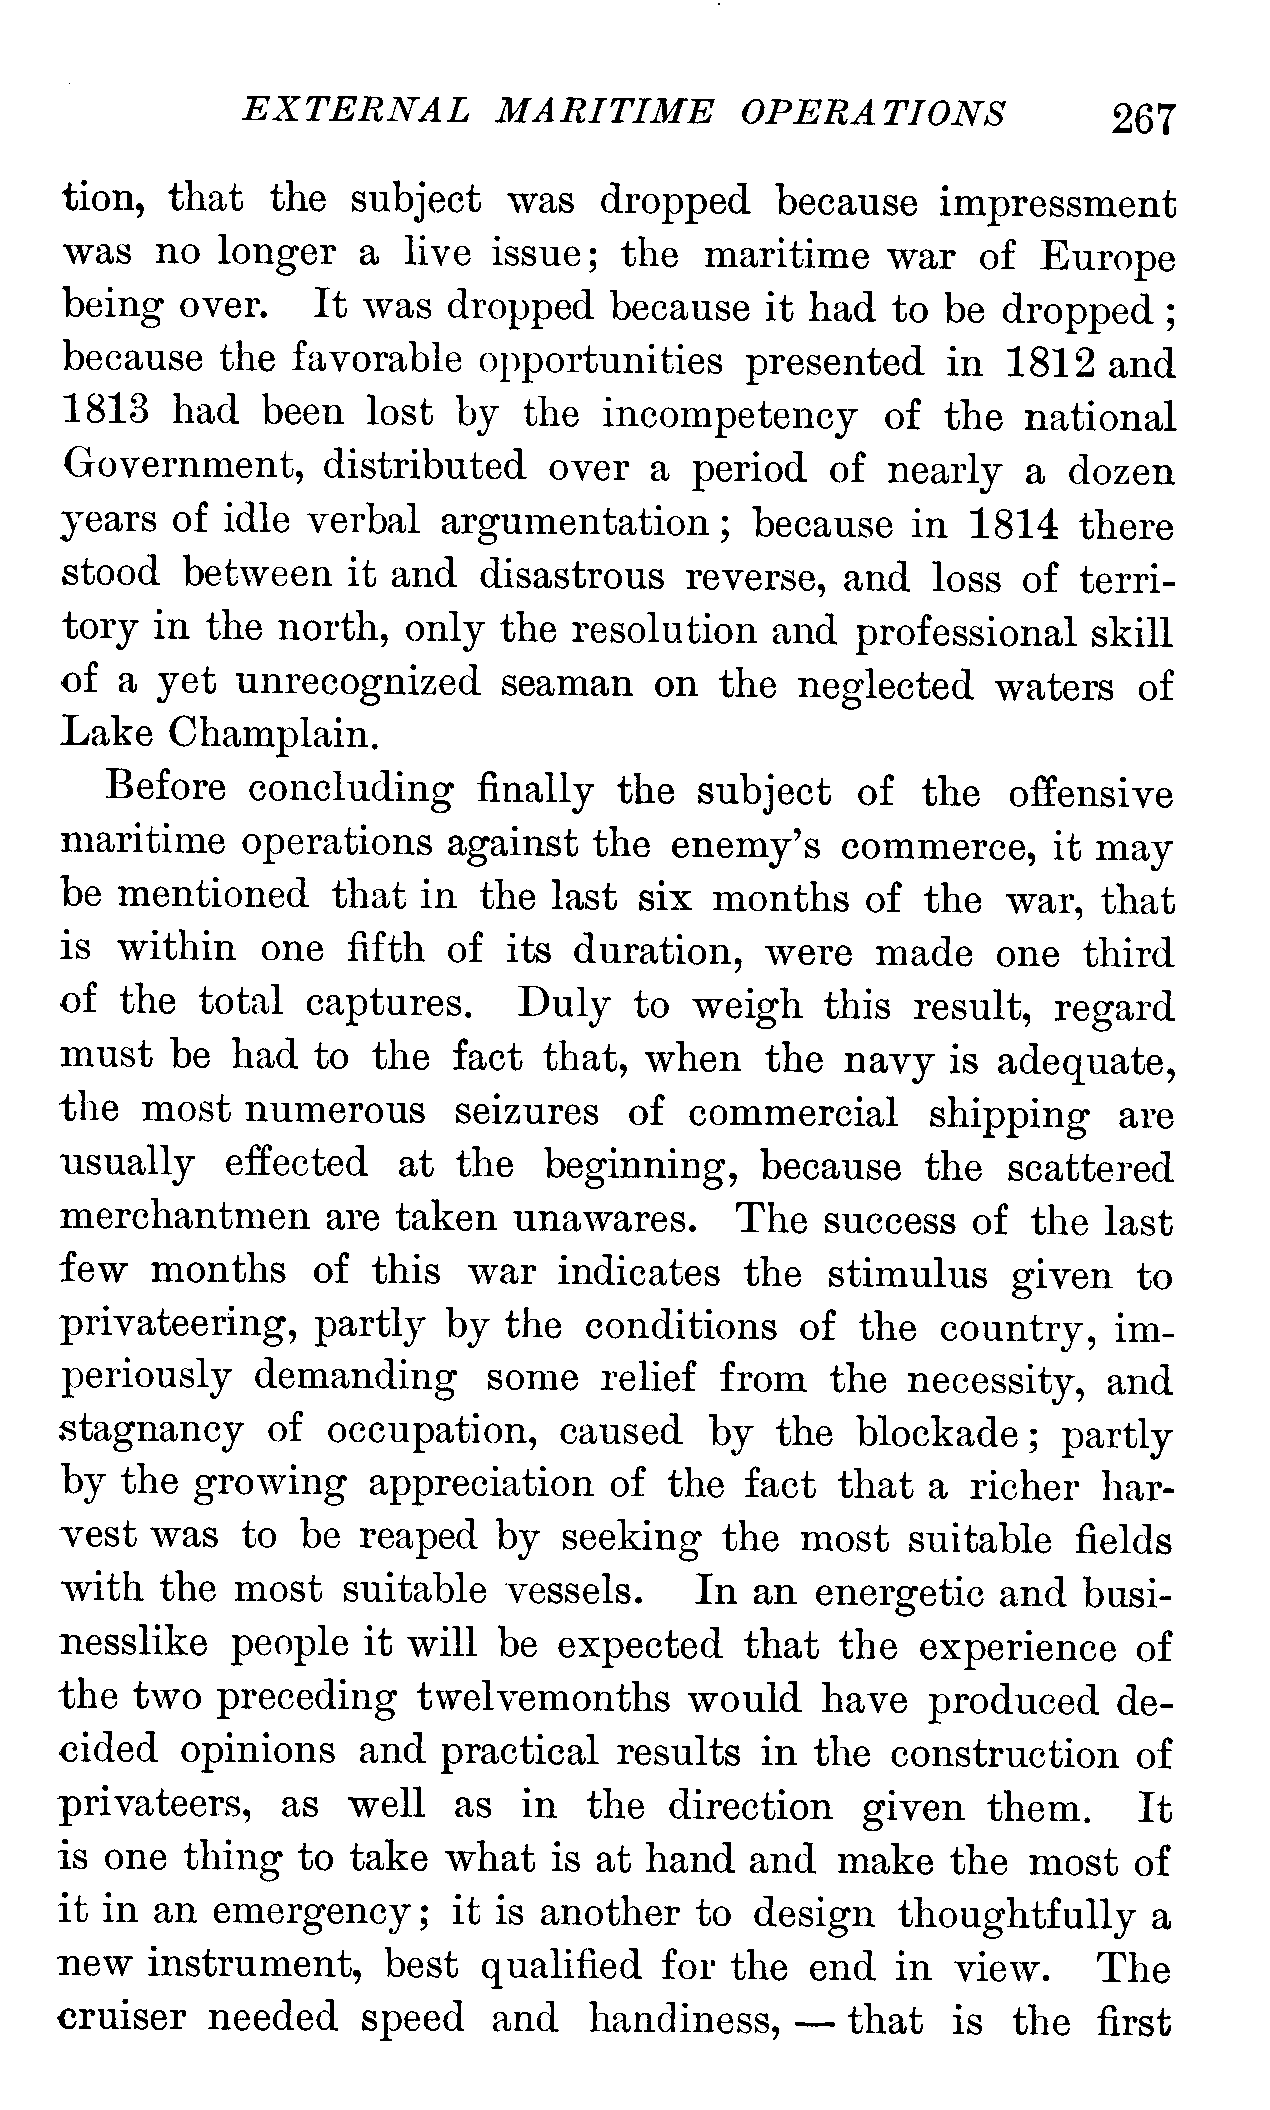 EXTERNAL MARITIME OPERATIONS 267
tion, that the subject was dropped because impressment
was no longer a live issue; the maritime war of Europe
being over. It was dropped because it had to be dropped;
because the favorable opportunities presented in 1812 and
1813 had been lost by the incompetency of the national
Government, distributed over a period of nearly a dozen
years of idle verbal argumentation; because in 1814 there
stood between it and disastrous reverse, and loss of terri-
tory in the north, only the resolution and professional skill
of a yet unrecognized seaman on the neglected waters of
Lake Champlain.
Before concluding finally the subject of the offensive
maritime operations against the enemy's commerce, it may
be mentioned that in the last six months of the war, that
is within one fifth of its duration, were made one third
of the total captures. Duly to weigh this result, regard
must be had to the fact that, when the navy is adequate,
the most numerous seizures of commercial shipping are
usually effected at the beginning, because the scattered
merchantmen are taken unawares. The success of the last
few months of this war indicates the stimulus given to
privateering, partly by the conditions of the country, im-
periously demanding some relief from the necessity, and
stagnancy of occupation, caused by the blockade; partly
by the growing appreciation of the fact that a richer har-
vest was to be reaped by seeking the most suitable fields
with the most suitable vessels. In an energetic and busi-
nesslike people it will be expected that the experience of
the two preceding twelvemonths would have produced de-
cided opinions and practical results in the construction of
privateers, as well as in the direction given them. It
is one thing to take what is at hand and make the most of
it in an emergency; it is another to design thoughtfully a
new instrument, best qualified for the end in view. The
cruiser needed speed and handiness, — that is the first